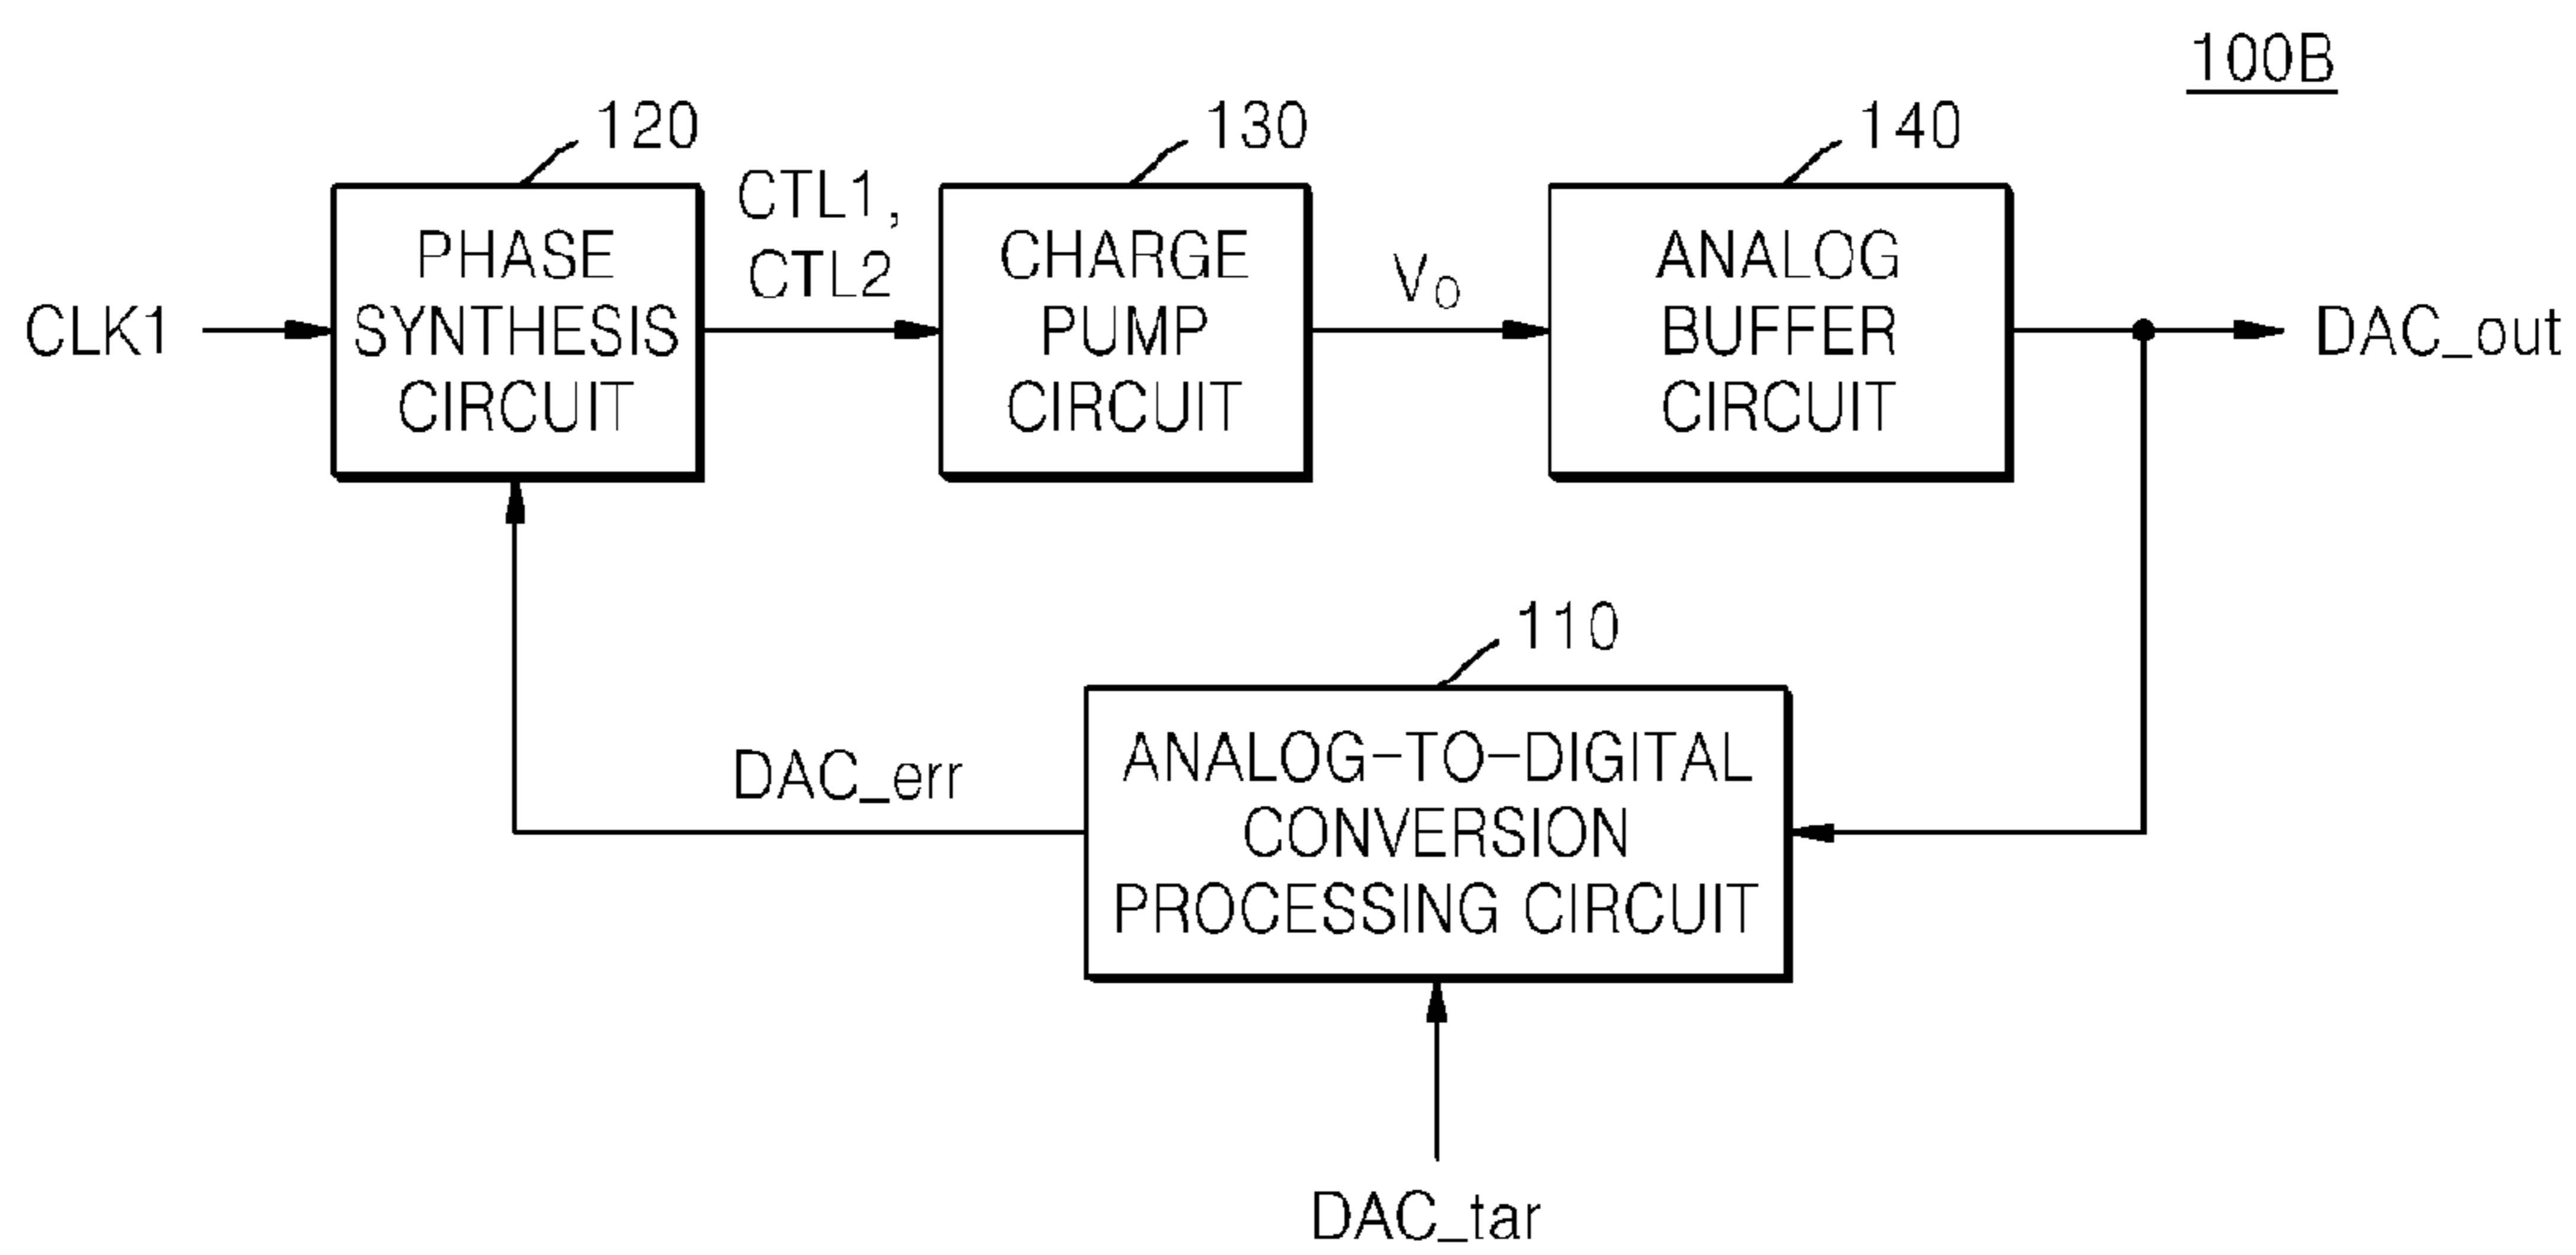 100B
120
130
140
CTL1,
CTL2
PHASE
SYNTHESIS
CIRCUIT
CHARGE
PUMP
CIRCUIT
ANALOG
BUFFER
CIRCUIT
CLK1
VO
DAC_out
110
DAC_err
ANALOG-TO-DIGITAL
CONVERSION
PROCESSING CIRCUIT
DAC_tar